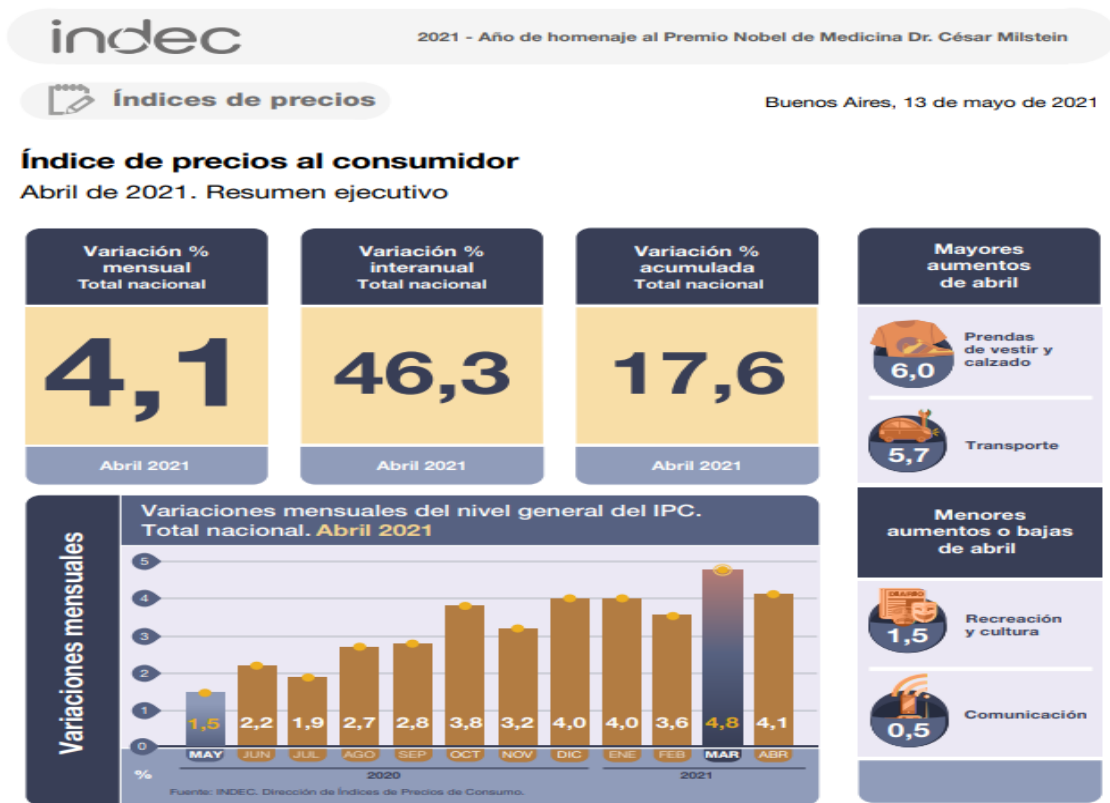 indec
2021 - Año de homenaje al Premio Nobel de Medicina Dr. César Milstein
Índices de precios
Buenos Aires, 13 de mayo de 2021
Índice de precios al consumidor
Abril de 2021. Resumen ejecutivo
Variación %
mensual
Total nacional
4,1
Abril 2021
Variación %
interanual
Total nacional
46,3
Abril 2021
Variación %
acumulada
Total nacional
17,6
Abril 2021
Mayores
aumentos
de abril
Prendas
de vestir y
calzado
6,0
Transporte
5,7
Menores
aumentos o bajas
de abril
DIARIO
Recreación
y cultura
1,5
Comunicación
0,5
Variaciones mensuales
Variaciones mensuales del nivel general del IPC.
Total nacional. Abril 2021
5
4
3
2
1
0
%
1,5 2,2 1,9 2,7 2,8 3,8 3,2 4,0 4,0 3,6 4,8 4,1
MAY JUN JUL AGO SEP OCT NOV DIC ENE FEB MAR ABR
2020 2021
Fuente: INDEC. Dirección de Índices de Precios de Consumo.